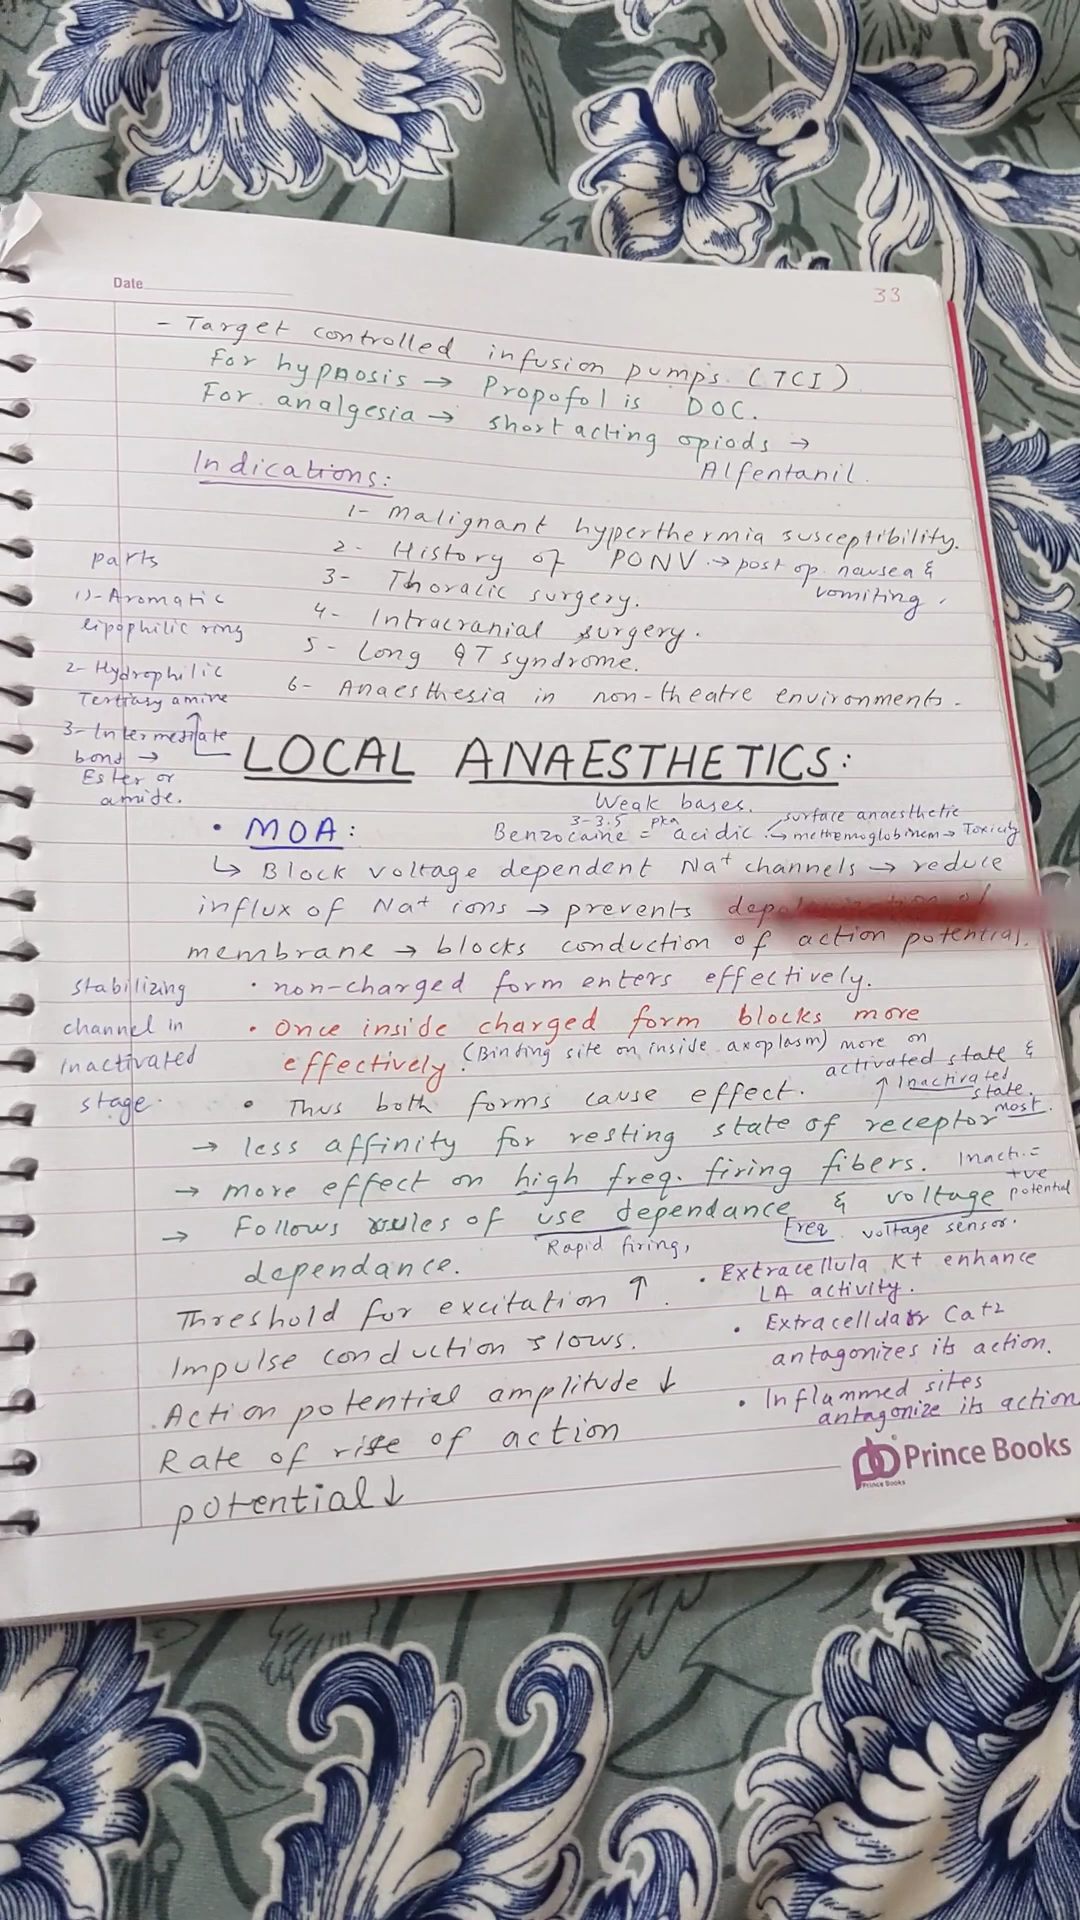 Date
33
- Target controlled infusion pumps. (TCI)
For hypnosis → Propofol is DOC.
For analgesia → short acting opiods →
Alfentanil.
Indications:
1- Malignant hyperthermia susceptibility.
2- History of PONV → post op. nausea &
vomiting.
3- Thoracic surgery.
4- Intracranial surgery.
5- Long QT syndrome.
6- Anaesthesia in non-theatre environments.
parts
1)- Aromatic
lipophilic ring
2- Hydrophilic
Tertiary amine
3- Intermediate
bond →
Ester or
amide.
LOCAL ANAESTHETICS:
Weak bases.
• MOA:
3-3.5 pka
Benzocaine = acidic → surface anaesthetic
→ methemoglobinem → Toxicity
↳ Block voltage dependent Na+ channels → reduce
influx of Na+ ions → prevents
membrane → blocks conduction of action potential.
stabilizing
channel in
inactivated
stage.
• non-charged form enters effectively.
• Once inside charged form blocks more
effectively. (Binding site on inside axoplasm) more on
activated state &
↑ Inactivated
state.
most.
• Thus both forms cause effect.
→ less affinity for resting state of receptor
→ more effect on high freq. firing fibers. Inact. =
+ve
potential
→ Follows rules of use dependance & voltage
Rapid firing, Freq voltage sensor.
dependance.
Threshold for excitation ↑.
Impulse conduction slows.
Action potential amplitude ↓
Rate of rise of action
potential ↓
• Extracellula K+ enhance
LA activity.
• Extracellular Ca+2
antagonizes its action.
• Inflammed sites
antagonize its action
Prince Books
Prince Books